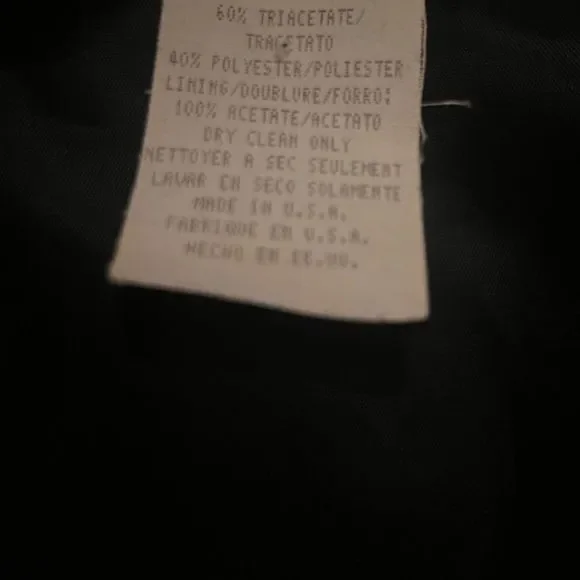 60% TRIACETATE/
TRACETATO
40% POLYESTER/POLIESTER
LINING/DOUBLURE/FORRO:
100% ACETATE/ACETATO
DRY CLEAN ONLY
NETTOYER A SEC SEULEMENT
LAVAR EN SECO SOLAMENTE
MADE IN U.S.A.
FABRIQUE EN U.S.A.
HECHO EN EE.UU.